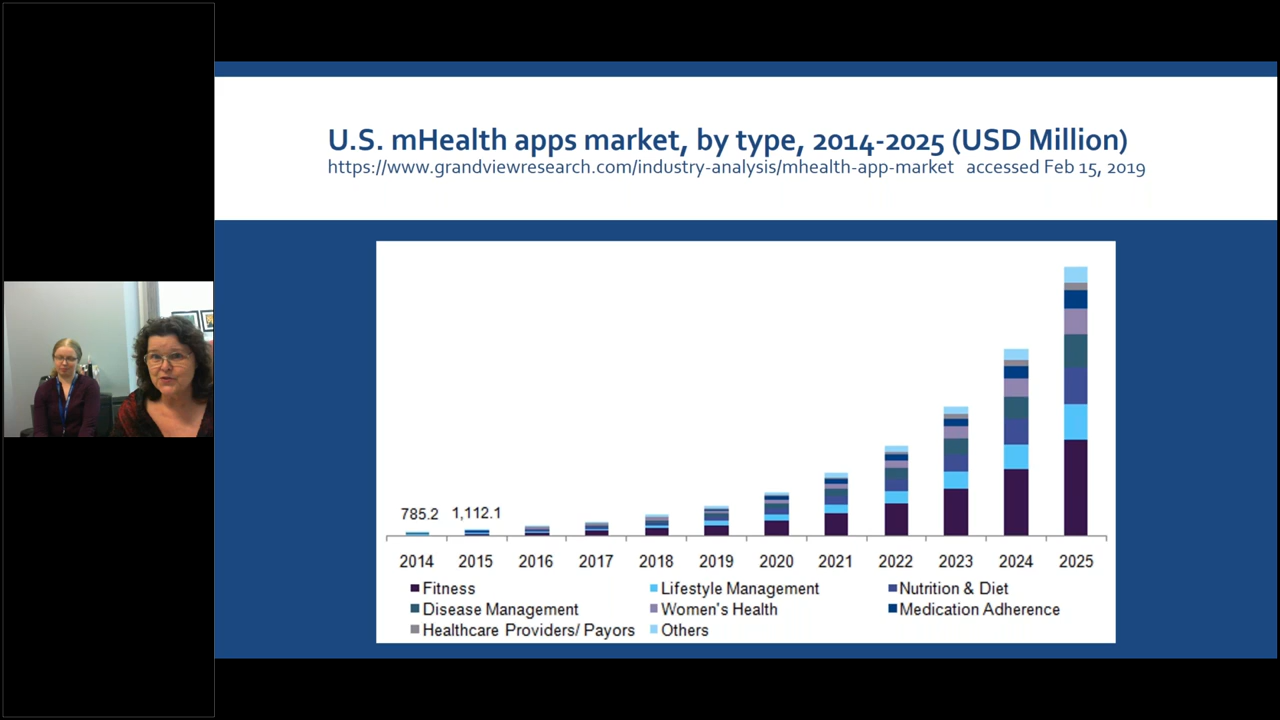 U.S. mHealth apps market, by type, 2014-2025 (USD Million)
https://www.grandviewresearch.com/industry-analysis/mhealth-app-market accessed Feb 15, 2019
785.2 1,112.1
2014 2015 2016 2017 2018 2019 2020 2021 2022 2023 2024 2025
Fitness Lifestyle Management Nutrition & Diet
Disease Management Women's Health Medication Adherence
Healthcare Providers/ Payors Others